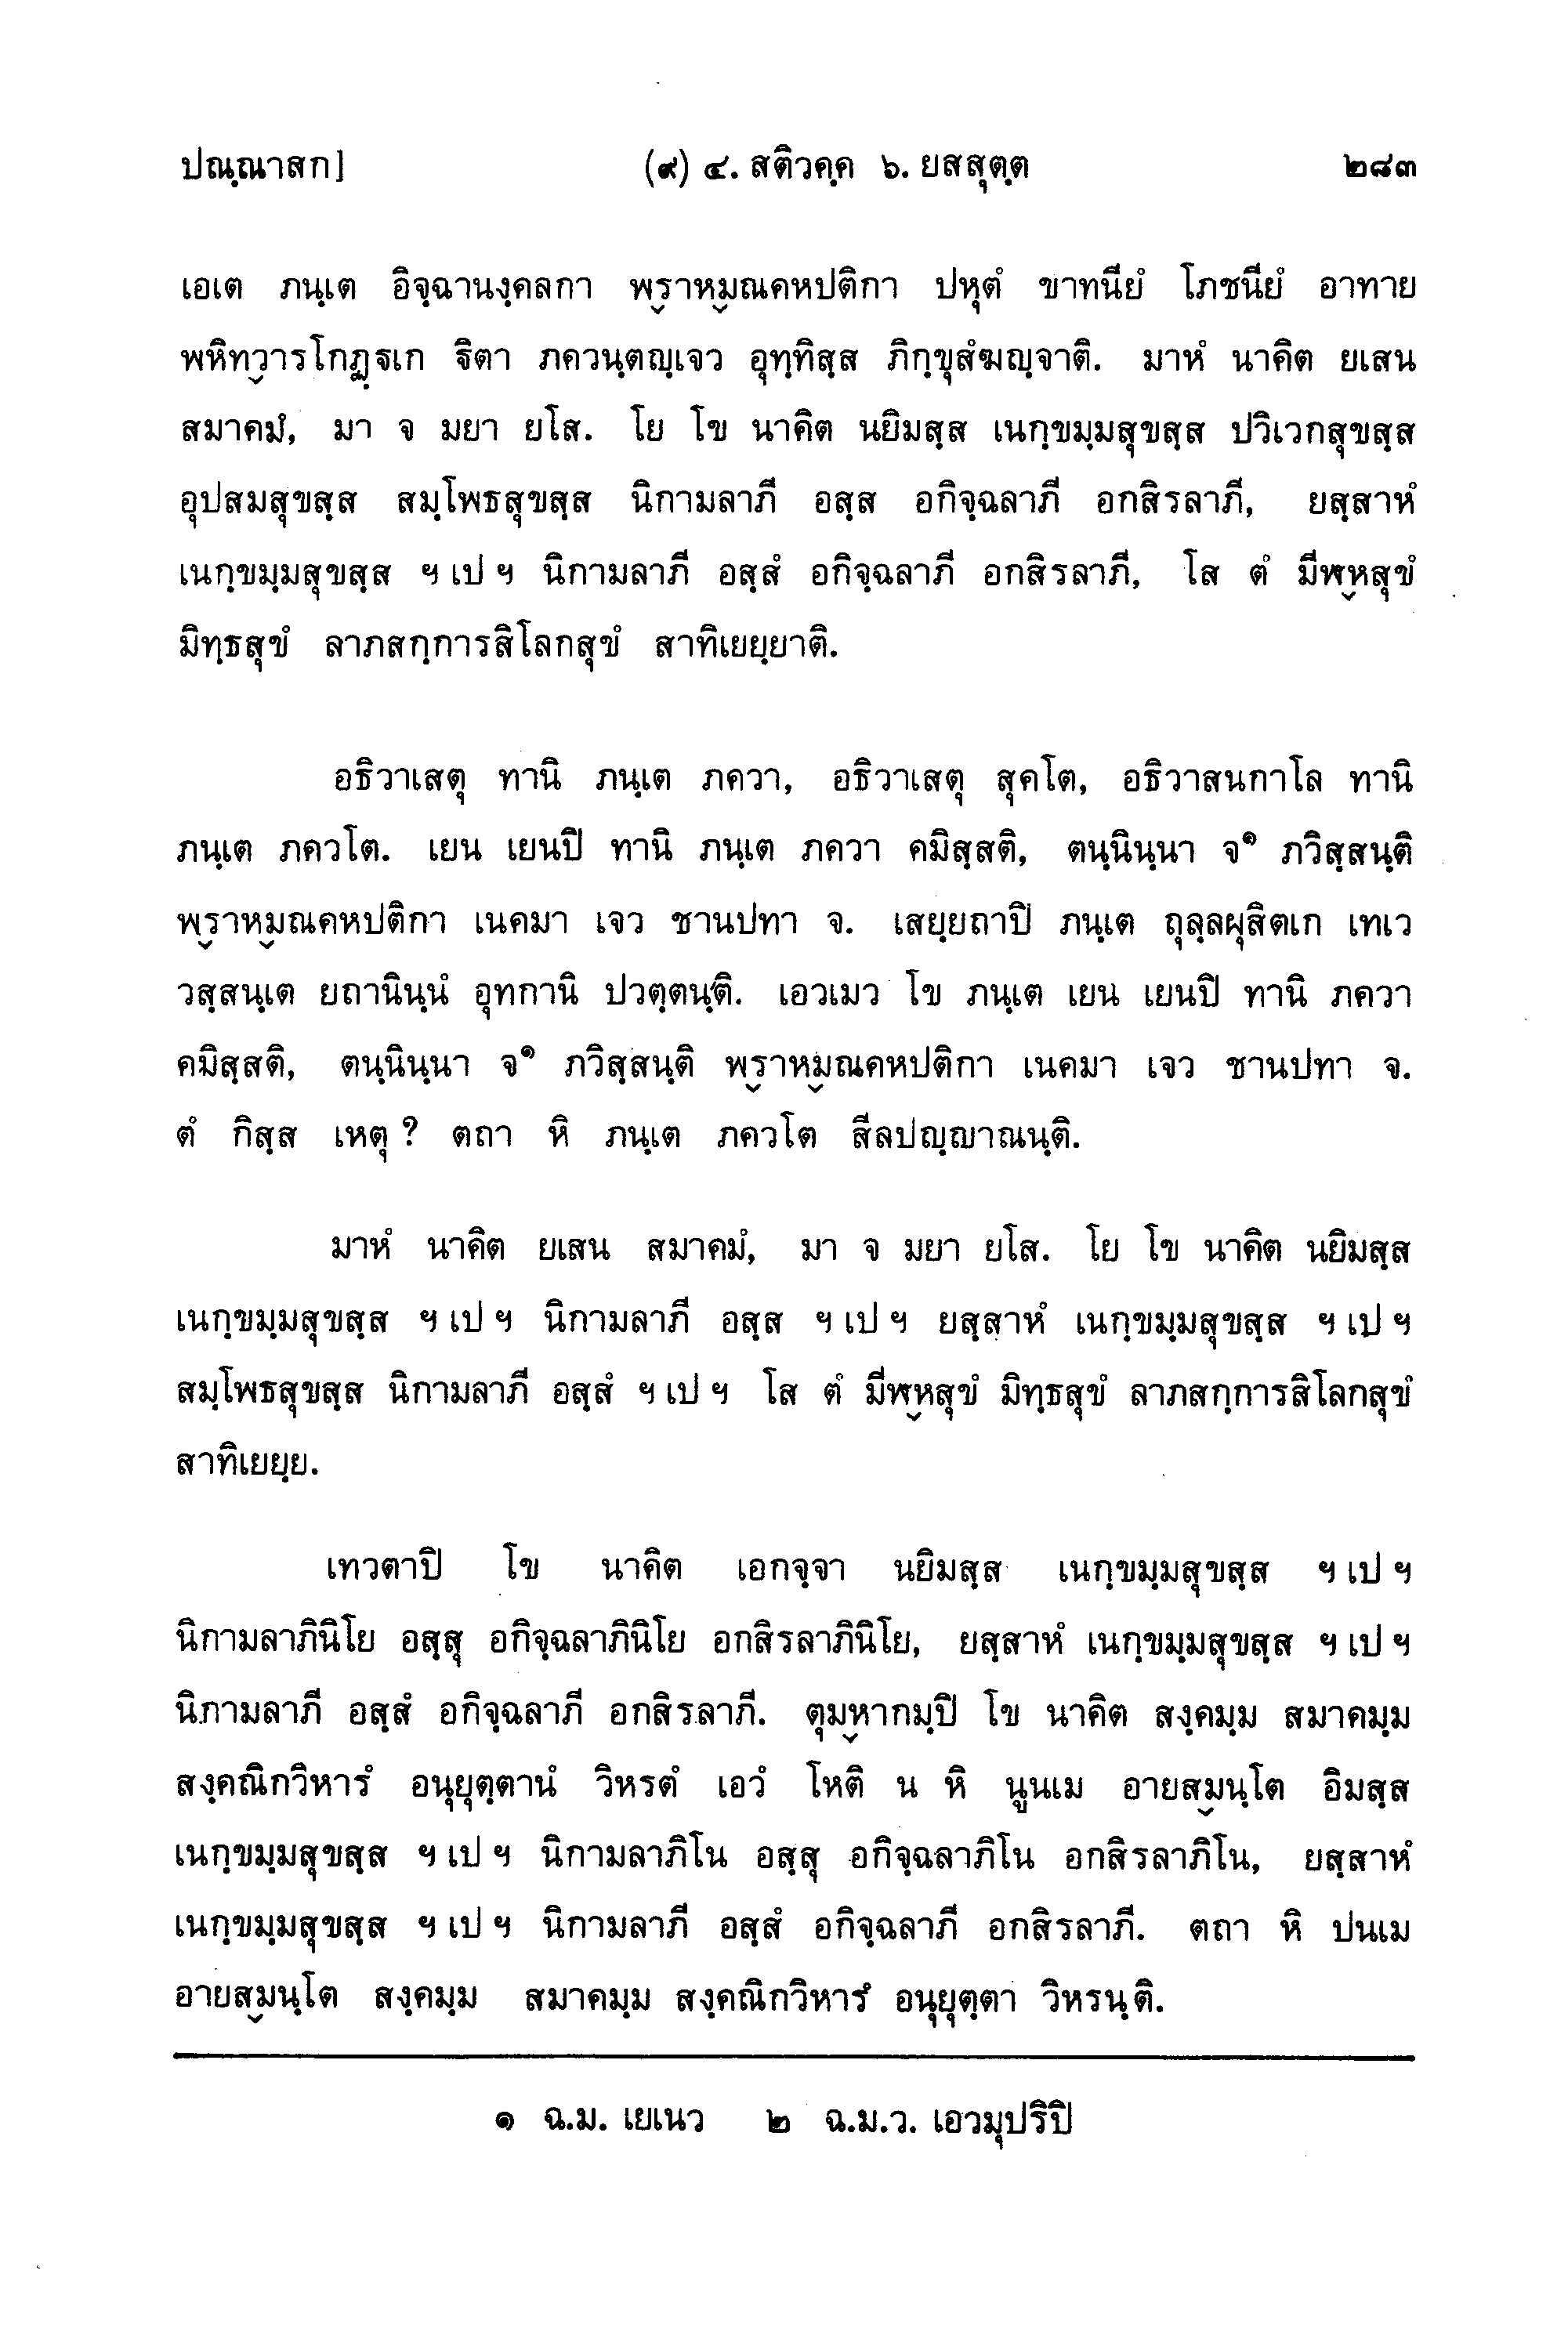 ปณฺณาสก]	(๙) ๔. สติวคฺค ๖. ยสสุตฺต	๒๘๓
เอเต ภนฺเต อิจฺฉานงฺคลกา พฺราหฺมณคหปติกา ปหุตํ ขาทนียํ โภชนียํ อาทาย
พหิทฺวารโกฏฺฐเก ฐิตา ภควนฺตญฺเจว อุทฺทิสฺส ภิกฺขุสํฆญฺจาติ. มาหํ นาคิต ยเสน
สมาคมํ, มา จ มยา ยโส. โย โข นาคิต นยิมสฺส เนกฺขมฺมสุขสฺส ปวิเวกสุขสฺส
อุปสมสุขสฺส สมฺโพธสุขสฺส นิกามลาภี อสฺส อกิจฺฉลาภี อกสิรลาภี, ยสฺสาหํ
เนกฺขมฺมสุขสฺส ฯ เป ฯ นิกามลาภี อสฺสํ อกิจฺฉลาภี อกสิรลาภี, โส ตํ มีฬฺหสุขํ
มิทฺธสุขํ ลาภสกฺการสิโลกสุขํ สาทิเยยฺยาติ.
อธิวาเสตุ ทานิ ภนฺเต ภควา, อธิวาเสตุ สุคโต, อธิวาสนกาโล ทานิ
ภนฺเต ภควโต. เยน เยนปิ ทานิ ภนฺเต ภควา คมิสฺสติ, ตนฺนินฺนา จ๑ ภวิสฺสนฺติ
พฺราหฺมณคหปติกา เนคมา เจว ชานปทา จ. เสยฺยถาปิ ภนฺเต ถุลฺลผุสิตเก เทเว
วสฺสนฺเต ยถานินฺนํ อุทกานิ ปวตฺตนฺติ. เอวเมว โข ภนฺเต เยน เยนปิ ทานิ ภควา
คมิสฺสติ, ตนฺนินฺนา จ๑ ภวิสฺสนฺติ พฺราหฺมณคหปติกา เนคมา เจว ชานปทา จ.
ตํ กิสฺส เหตุ ? ตถา หิ ภนฺเต ภควโต สีลปญฺญาณนฺติ.
มาหํ นาคิต ยเสน สมาคมํ, มา จ มยา ยโส. โย โข นาคิต นยิมสฺส
เนกฺขมฺมสุขสฺส ฯ เป ฯ นิกามลาภี อสฺส ฯ เป ฯ ยสฺสาหํ เนกฺขมฺมสุขสฺส ฯ เป ฯ
สมฺโพธสุขสฺส นิกามลาภี อสฺสํ ฯ เป ฯ โส ตํ มีฬฺหสุขํ มิทฺธสุขํ ลาภสกฺการสิโลกสุขํ
สาทิเยยฺย.
เทวตาปิ โข นาคิต เอกจฺจา นยิมสฺส เนกฺขมฺมสุขสฺส ฯ เป ฯ
นิกามลาภินิโย อสฺสุ อกิจฺฉลาภินิโย อกสิรลาภินิโย, ยสฺสาหํ เนกฺขมฺมสุขสฺส ฯ เป ฯ
นิกามลาภี อสฺสํ อกิจฺฉลาภี อกสิรลาภี. ตุมฺหากมฺปิ โข นาคิต สงฺคมฺม สมาคมฺม
สงฺคณิกวิหารํ อนุยุตฺตานํ วิหรตํ เอวํ โหติ น หิ นูนเม อายสฺมนฺโต อิมสฺส
เนกฺขมฺมสุขสฺส ฯ เป ฯ นิกามลาภิโน อสฺสุ อกิจฺฉลาภิโน อกสิรลาภิโน, ยสฺสาหํ
เนกฺขมฺมสุขสฺส ฯ เป ฯ นิกามลาภี อสฺสํ อกิจฺฉลาภี อกสิรลาภี. ตถา หิ ปนเม
อายสฺมนฺโต สงฺคมฺม สมาคมฺม สงฺคณิกวิหารํ อนุยุตฺตา วิหรนฺติ.
๑ ฉ.ม. เยเนว ๒ ฉ.ม.ว. เอวมุปริปิ